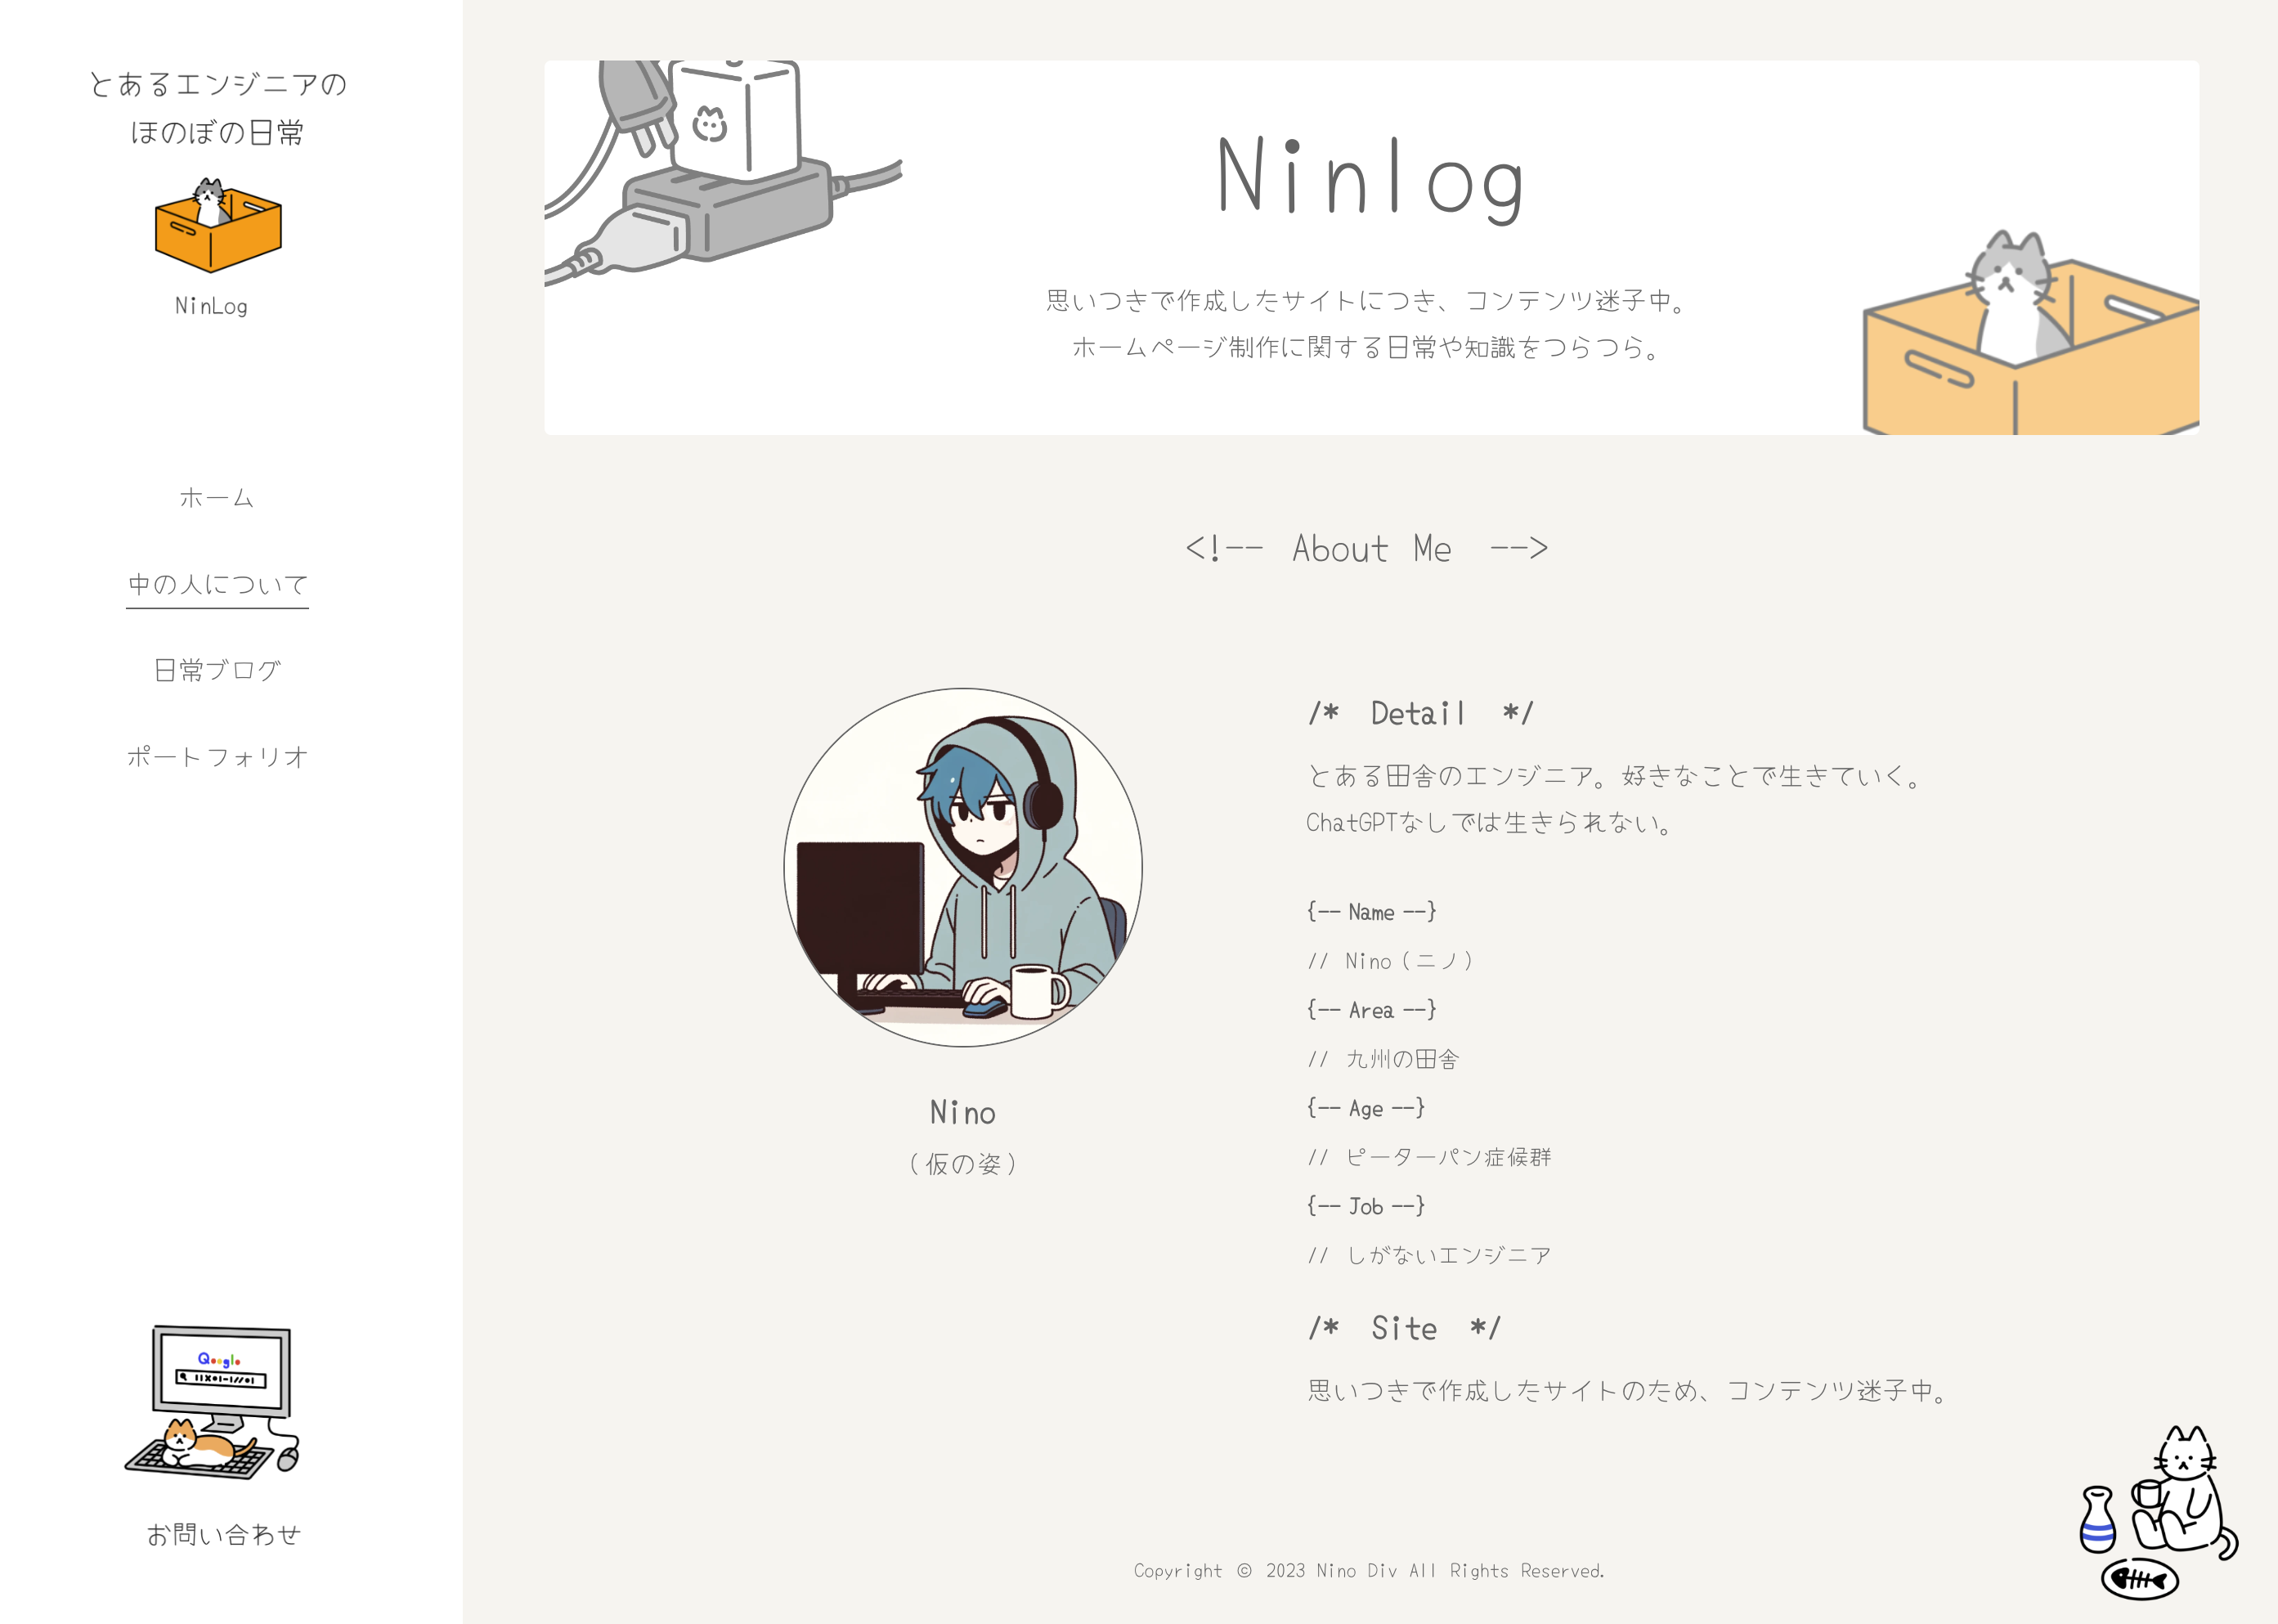 とあるエンジニアの
ほのぼの日常
NinLog
ホーム
中の人について
日常ブログ
ポートフォリオ
Qoogle
お問い合わせ
Ninlog
思いつきで作成したサイトにつき、コンテンツ迷子中。
ホームページ制作に関する日常や知識をつらつら。
<!-- About Me -->
Nino
(仮の姿)
/* Detail */
とある田舎のエンジニア。好きなことで生きていく。
ChatGPTなしでは生きられない。
{-- Name --}
// Nino(ニノ)
{-- Area --}
// 九州の田舎
{-- Age --}
// ピーターパン症候群
{-- Job --}
// しがないエンジニア
/* Site */
思いつきで作成したサイトのため、コンテンツ迷子中。
Copyright © 2023 Nino Div All Rights Reserved.